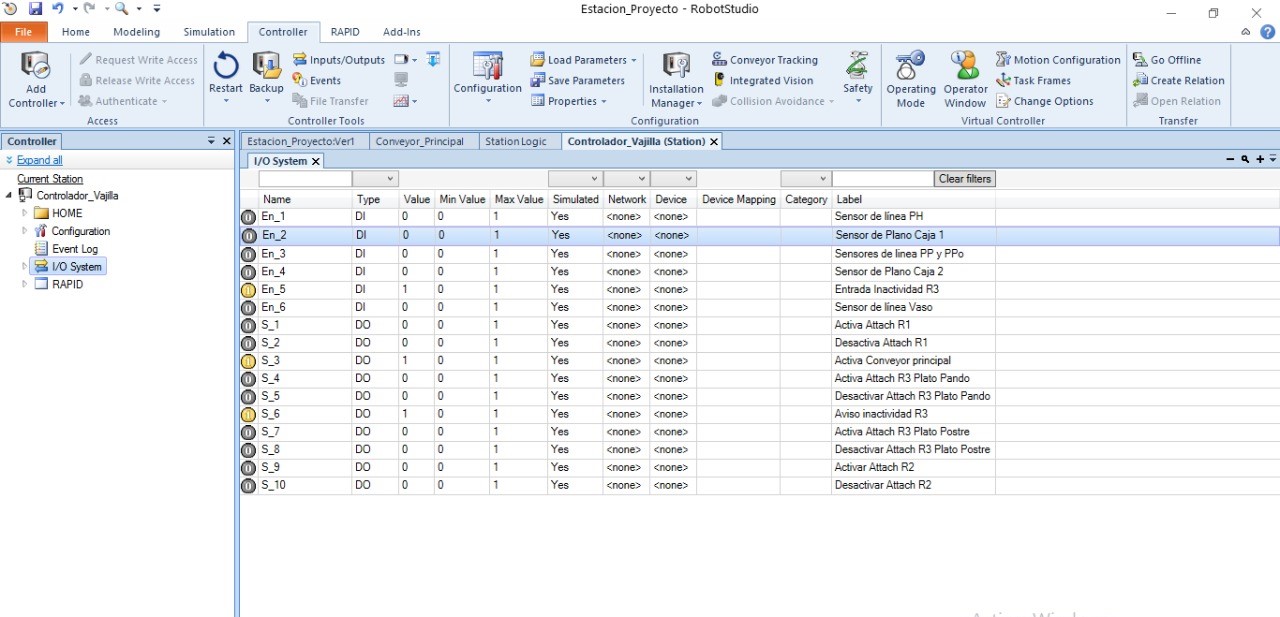 Estacion_Proyecto - RobotStudio
File Home Modeling Simulation Controller RAPID Add-Ins
Add Controller
Request Write Access
Release Write Access
Authenticate
Access
Restart
Backup
Inputs/Outputs
Events
File Transfer
Controller Tools
Configuration
Load Parameters
Save Parameters
Properties
Installation Manager
Conveyor Tracking
Integrated Vision
Collision Avoidance
Safety
Configuration
Operating Mode
Operator Window
Motion Configuration
Task Frames
Change Options
Virtual Controller
Go Offline
Create Relation
Open Relation
Transfer
Controller
Expand all
Current Station
Controlador_Vajilla
HOME
Configuration
Event Log
I/O System
RAPID
Estacion_Proyecto:Ver1 Conveyor_Principal Station Logic Controlador_Vajilla (Station)
I/O System
Clear filters
Name Type Value Min Value Max Value Simulated Network Device Device Mapping Category Label
En_1 DI 0 0 1 Yes <none> <none> Sensor de línea PH
En_2 DI 0 0 1 Yes <none> <none> Sensor de Plano Caja 1
En_3 DI 0 0 1 Yes <none> <none> Sensores de linea PP y PPo
En_4 DI 0 0 1 Yes <none> <none> Sensor de Plano Caja 2
En_5 DI 1 0 1 Yes <none> <none> Entrada Inactividad R3
En_6 DI 0 0 1 Yes <none> <none> Sensor de línea Vaso
S_1 DO 0 0 1 Yes <none> <none> Activa Attach R1
S_2 DO 0 0 1 Yes <none> <none> Desactiva Attach R1
S_3 DO 1 0 1 Yes <none> <none> Activa Conveyor principal
S_4 DO 0 0 1 Yes <none> <none> Activa Attach R3 Plato Pando
S_5 DO 0 0 1 Yes <none> <none> Desactivar Attach R3 Plato Pando
S_6 DO 1 0 1 Yes <none> <none> Aviso inactividad R3
S_7 DO 0 0 1 Yes <none> <none> Activa Attach R3 Plato Postre
S_8 DO 0 0 1 Yes <none> <none> Desactivar Attach R3 Plato Postre
S_9 DO 0 0 1 Yes <none> <none> Activar Attach R2
S_10 DO 0 0 1 Yes <none> <none> Desactivar Attach R2